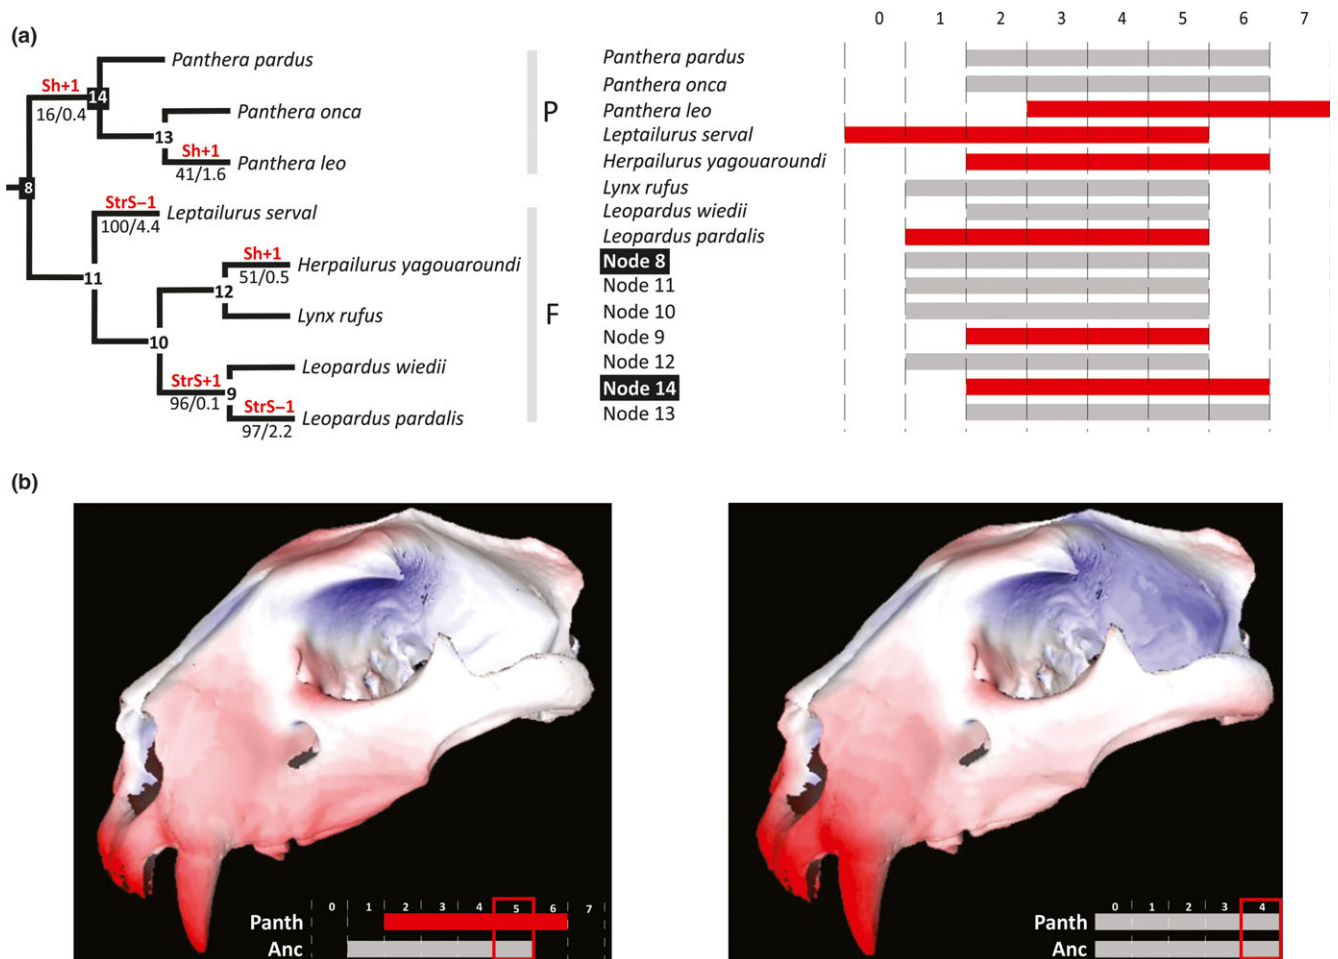 (a)
0 1 2 3 4 5 6 7
Panthera pardus
Sh+1
14
16/0.4
Panthera onca
13
Sh+1
Panthera leo
41/1.6
8
P
StrS–1
Leptailurus serval
100/4.4
11
Sh+1
Herpailurus yagouaroundi
51/0.5
12
Lynx rufus
10
F
Leopardus wiedii
StrS+1
9
96/0.1
StrS–1
Leopardus pardalis
97/2.2
Panthera pardus
Panthera onca
Panthera leo
Leptailurus serval
Herpailurus yagouaroundi
Lynx rufus
Leopardus wiedii
Leopardus pardalis
Node 8
Node 11
Node 10
Node 9
Node 12
Node 14
Node 13
(b)
0 1 2 3 4 5 6 7
Panth
Anc
0 1 2 3 4
Panth
Anc